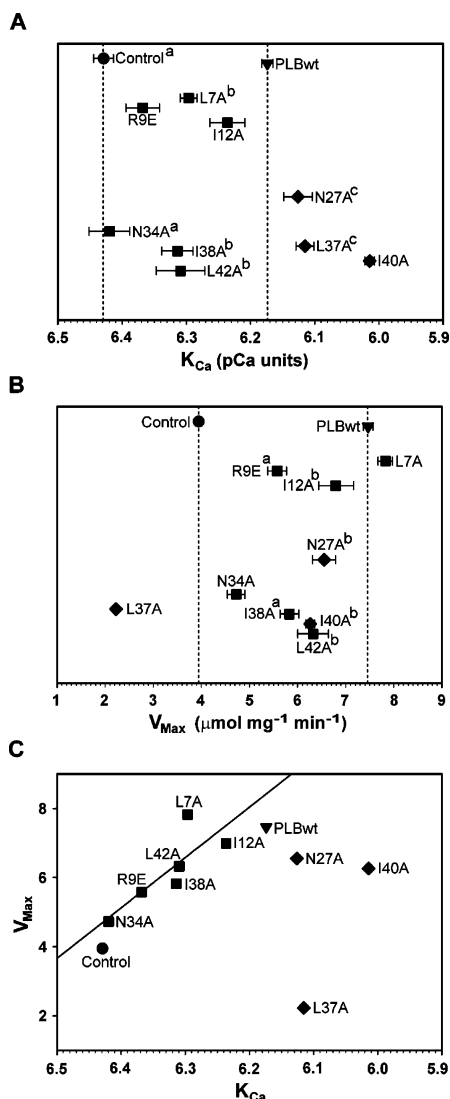 A
Control a
PLBwt
L7A b
R9E
I12A
N27A c
N34A a
L37A c
I38A b
I40A
L42A b
6.5 6.4 6.3 6.2 6.1 6.0 5.9
K Ca (pCa units)
B
Control
PLBwt
L7A
R9E a
I12A b
N27A b
N34A
L37A
I38A a
I40A b
L42A b
1 2 3 4 5 6 7 8 9
V Max (μmol mg⁻¹ min⁻¹)
C
L7A
8
PLBwt
I12A
L42A
N27A
I40A
R9E
I38A
6
N34A
Control
4
L37A
2
V Max
6.5 6.4 6.3 6.2 6.1 6.0 5.9
K Ca